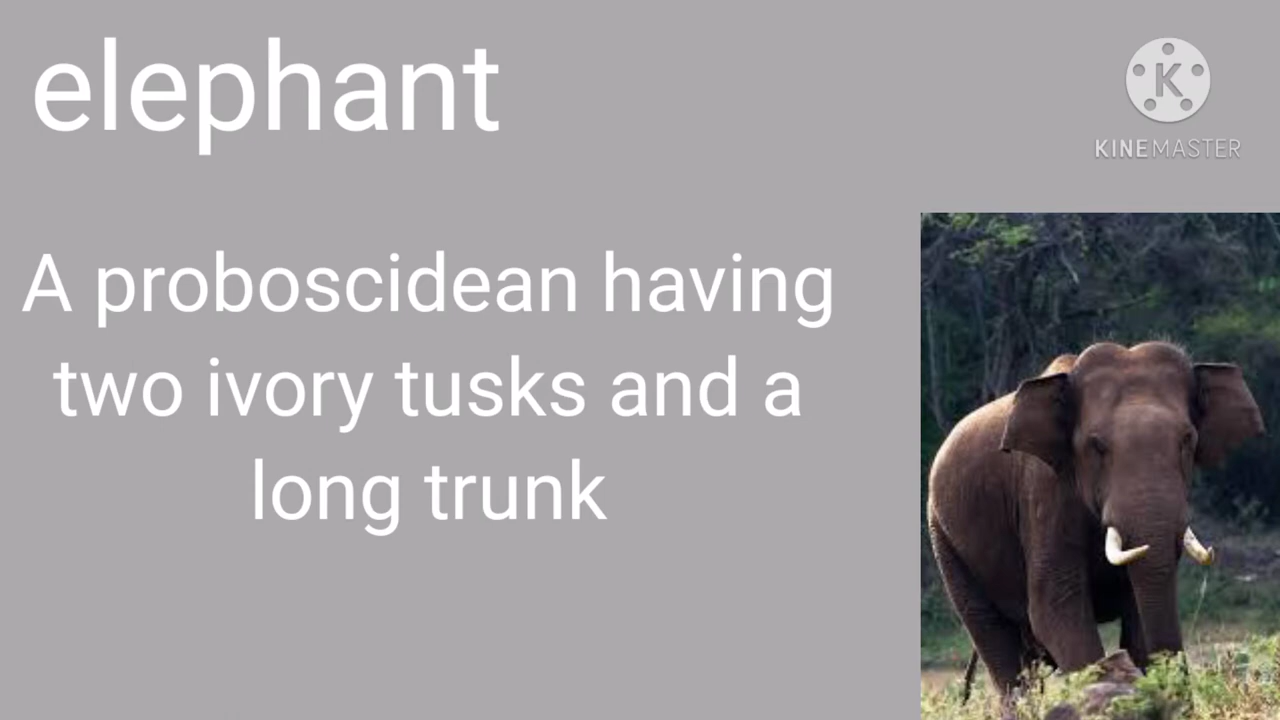 elephant
K
KINEMASTER
A proboscidean having
two ivory tusks and a
long trunk